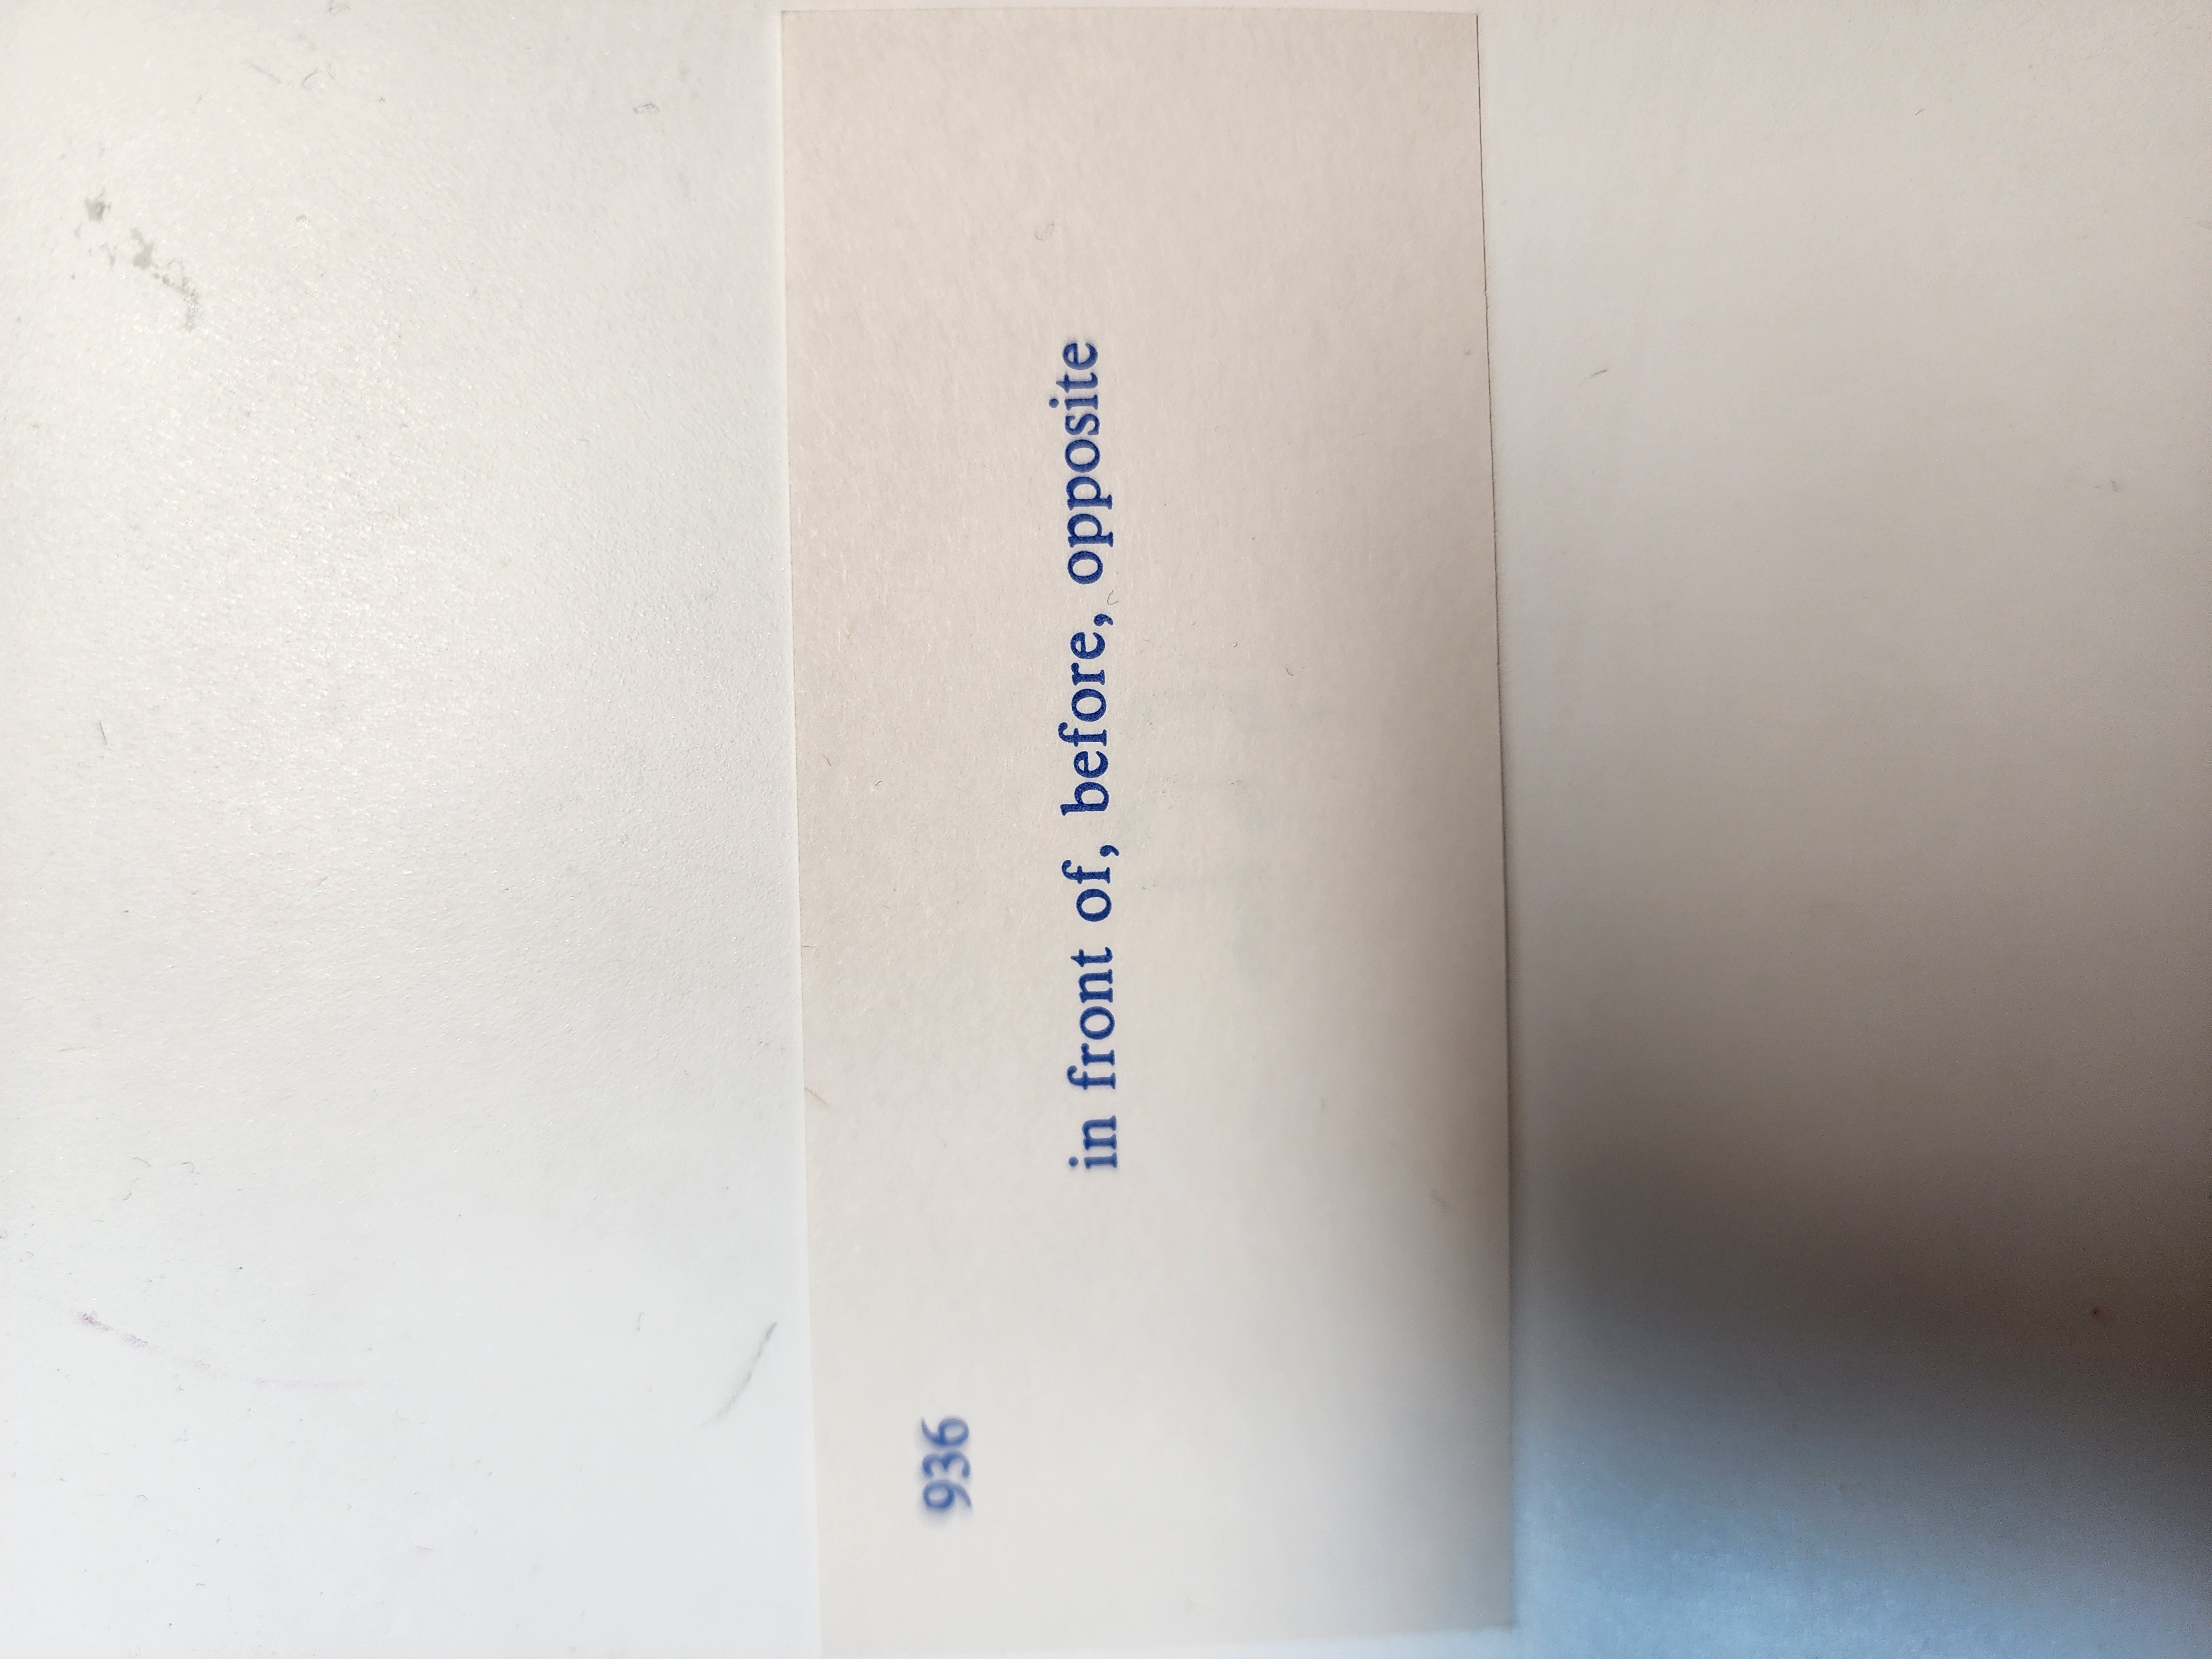 936
in front of, before, opposite